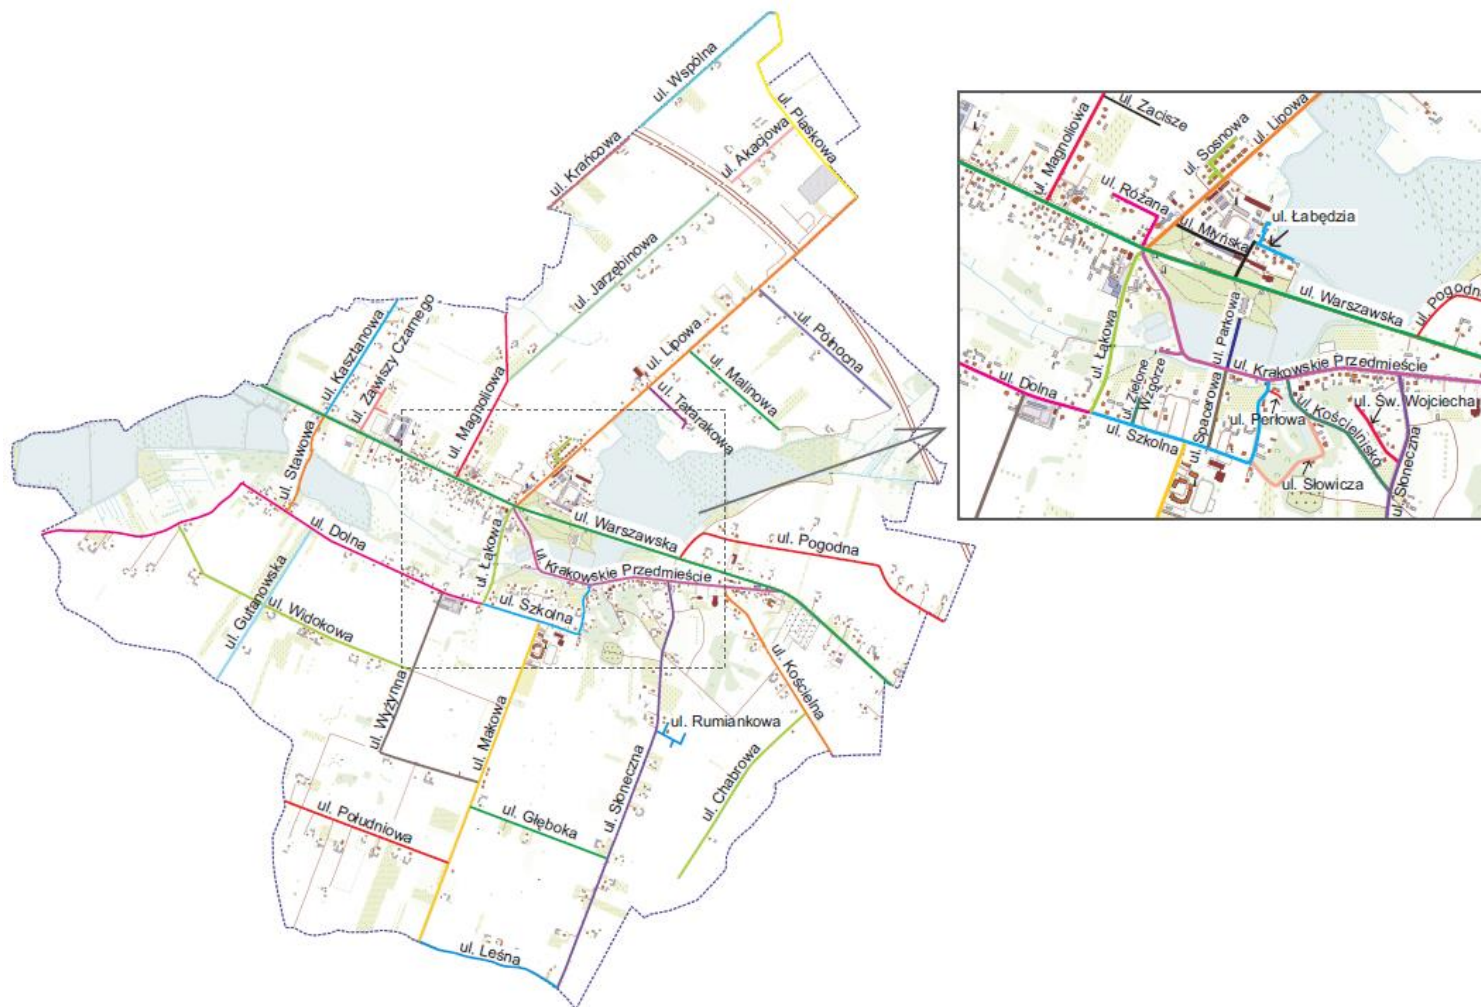 ul. Wspólna
ul. Piaskowa
ul. Akacjowa
ul. Krańcowa
ul. Jarzębinowa
ul. Kasztanowa
ul. Zawiszy Czarnego
ul. Magnoliowa
ul. Lipowa
ul. Północna
ul. Malinowa
ul. Tatarakowa
ul. Stawowa
ul. Dolna
ul. Łąkowa
ul. Warszawska
ul. Pogodna
ul. Krakowskie Przedmieście
ul. Szkolna
ul. Gutanowska
ul. Widokowa
ul. Wyżynna
ul. Makowa
ul. Kościelna
ul. Rumiankowa
ul. Słoneczna
ul. Chabrowa
ul. Południowa
ul. Głęboka
ul. Leśna
ul. Zacisze
ul. Magnoliowa
ul. Sosnowa
ul. Lipowa
ul. Różana
ul. Młyńska
ul. Łabędzia
ul. Warszawska
ul. Pogodna
ul. Łąkowa
ul. Parkowa
ul. Krakowskie Przedmieście
ul. Dolna
ul. Zielone
Wzgórze
ul. Szkolna
ul. Spacerowa
ul. Perłowa
ul. Kościelnisko
ul. Św. Wojciecha
ul. Słowicza
ul. Słoneczna